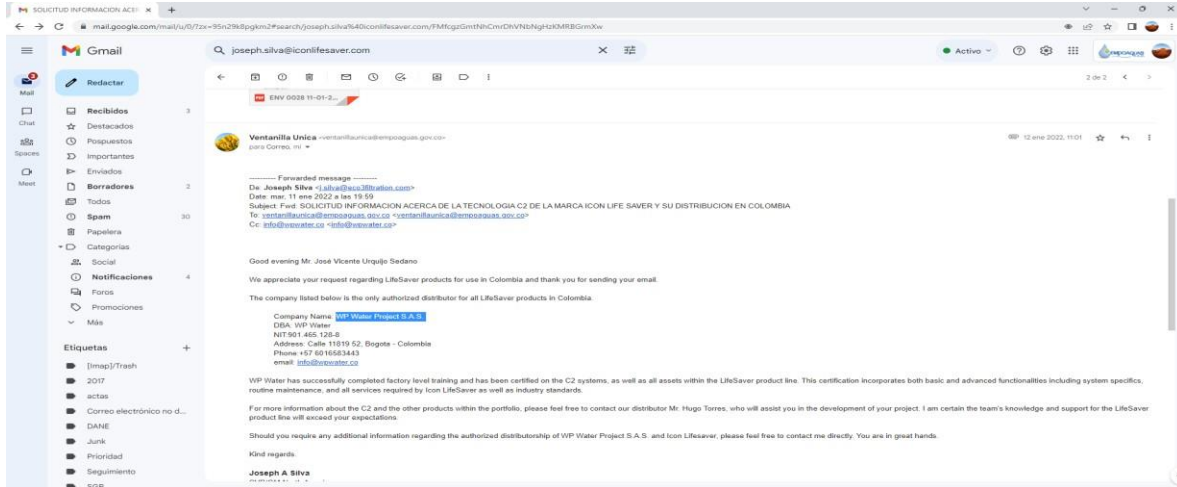 SOLICITUD INFORMACION ACE
mail.google.com/mail/u/0/?zx=95n29k8pgkm2#search/joseph.silva%40iconlifesaver.com/FMfcgzGmtNhCmrDhVNbNgHzKMRBGrmXw
Gmail
joseph.silva@iconlifesaver.com
Activo
empoaguas
3
Mail
Redactar
2 de 2
ENV 0028 11-01-2...
Chat
Recibidos 3
Destacados
Spaces
Pospuestos
Importantes
Meet
Enviados
Borradores 2
Todos
Spam 30
Papelera
Categorías
Social
Notificaciones 4
Foros
Promociones
Más
Etiquetas
[Imap]/Trash
2017
actas
Correo electrónico no d...
DANE
Junk
Prioridad
Seguimiento
SGP
Ventanilla Unica <ventanillaunica@empoaguas.gov.co>
12 ene 2022, 11:01
para Correo, mí
---------- Forwarded message ----------
De: Joseph Silva <j.silva@eco3filtration.com>
Date: mar, 11 ene 2022 a las 19:59
Subject: Fwd: SOLICITUD INFORMACION ACERCA DE LA TECNOLOGIA C2 DE LA MARCA ICON LIFE SAVER Y SU DISTRIBUCION EN COLOMBIA
To: ventanillaunica@empoaguas.gov.co <ventanillaunica@empoaguas.gov.co>
Cc: info@wpwater.co <info@wpwater.co>
Good evening Mr. José Vicente Urquijo Sedano
We appreciate your request regarding LifeSaver products for use in Colombia and thank you for sending your email.
The company listed below is the only authorized distributor for all LifeSaver products in Colombia
Company Name: WP Water Project S.A.S.
DBA: WP Water
NIT:901.465.128-8
Address: Calle 11819 52, Bogota - Colombia
Phone:+57 6016583443
email: info@wpwater.co
WP Water has successfully completed factory level training and has been certified on the C2 systems, as well as all assets within the LifeSaver product line. This certification incorporates both basic and advanced functionalities including system specifics,
routine maintenance, and all services required by Icon LifeSaver as well as industry standards.
For more information about the C2 and the other products within the portfolio, please feel free to contact our distributor Mr. Hugo Torres, who will assist you in the development of your project. I am certain the team's knowledge and support for the LifeSaver
product line will exceed your expectations.
Should you require any additional information regarding the authorized distributorship of WP Water Project S.A.S. and Icon Lifesaver, please feel free to contact me directly. You are in great hands.
Kind regards.
Joseph A Silva